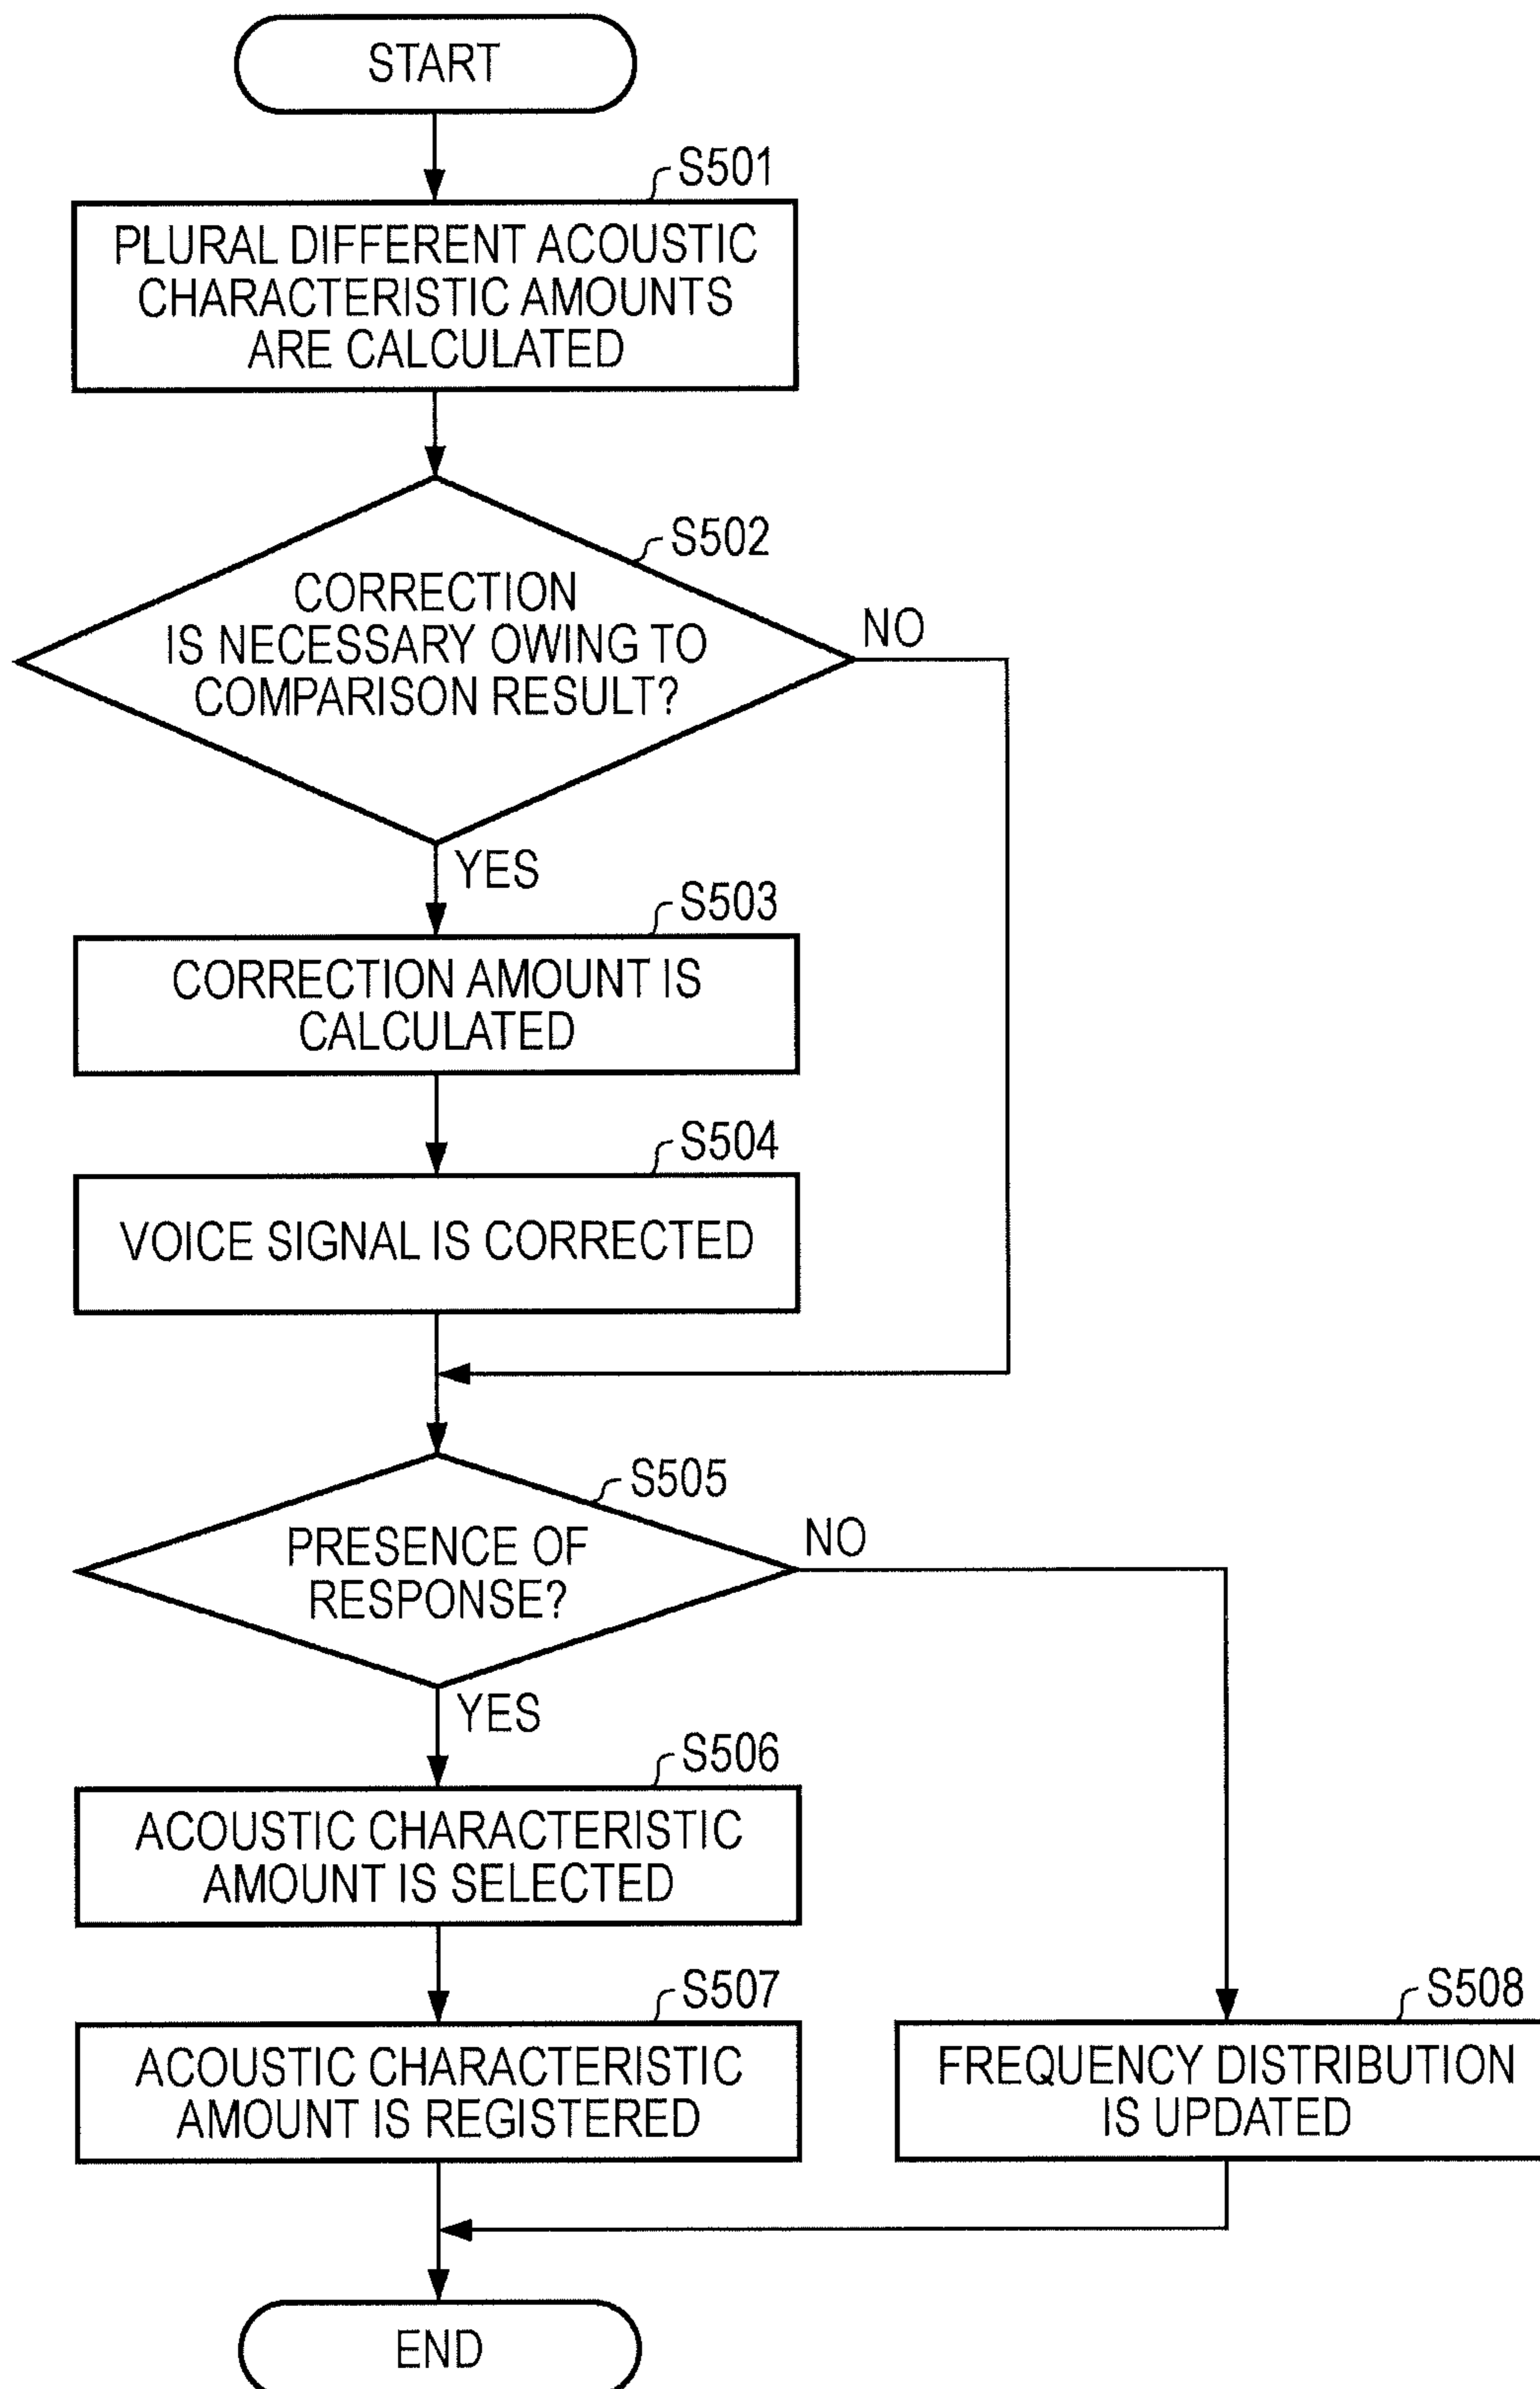 START
S501
PLURAL DIFFERENT ACOUSTIC
CHARACTERISTIC AMOUNTS
ARE CALCULATED
S502
CORRECTION
IS NECESSARY OWING TO
COMPARISON RESULT?
NO
YES
S503
CORRECTION AMOUNT IS
CALCULATED
S504
VOICE SIGNAL IS CORRECTED
S505
PRESENCE OF
RESPONSE?
NO
YES
S506
ACOUSTIC CHARACTERISTIC
AMOUNT IS SELECTED
S507
ACOUSTIC CHARACTERISTIC
AMOUNT IS REGISTERED
S508
FREQUENCY DISTRIBUTION
IS UPDATED
END